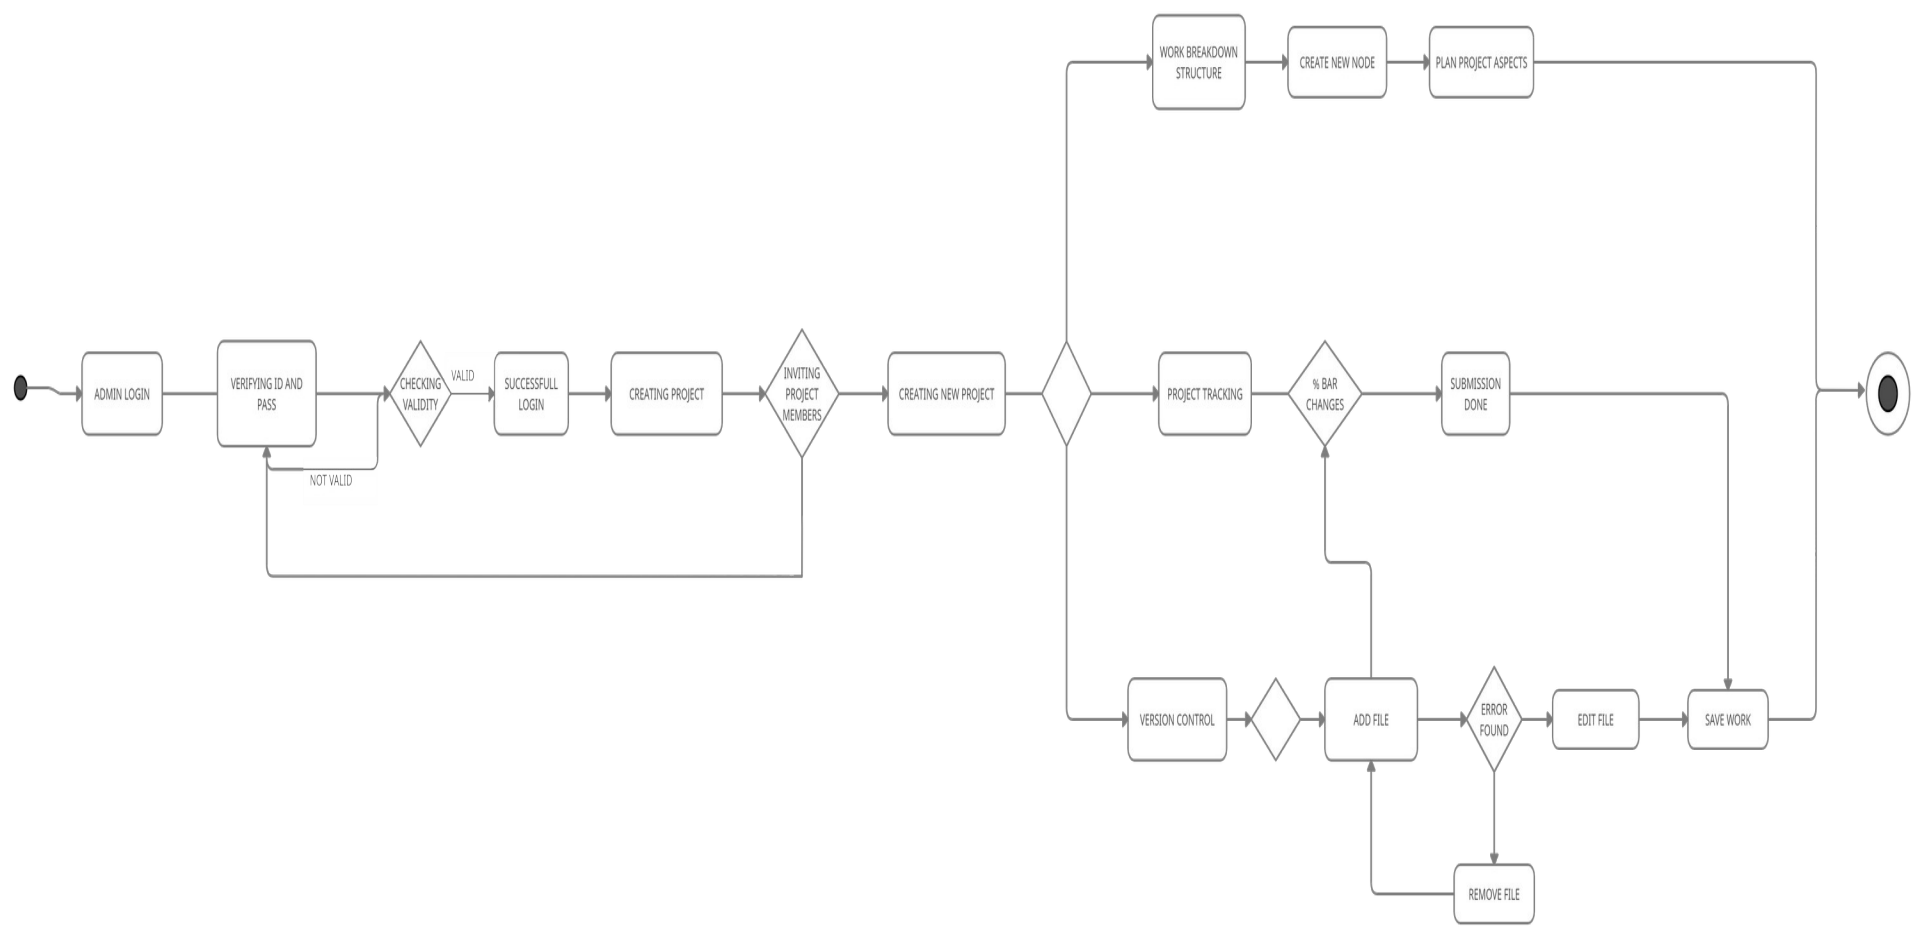 WORK BREAKDOWN
STRUCTURE
CREATE NEW NODE
PLAN PROJECT ASPECTS
ADMIN LOGIN
VERIFYING ID AND
PASS
CHECKING
VALIDITY
VALID
NOT VALID
SUCCESSFULL
LOGIN
CREATING PROJECT
INVITING
PROJECT
MEMBERS
CREATING NEW PROJECT
PROJECT TRACKING
% BAR
CHANGES
SUBMISSION
DONE
VERSION CONTROL
ADD FILE
ERROR
FOUND
EDIT FILE
SAVE WORK
REMOVE FILE